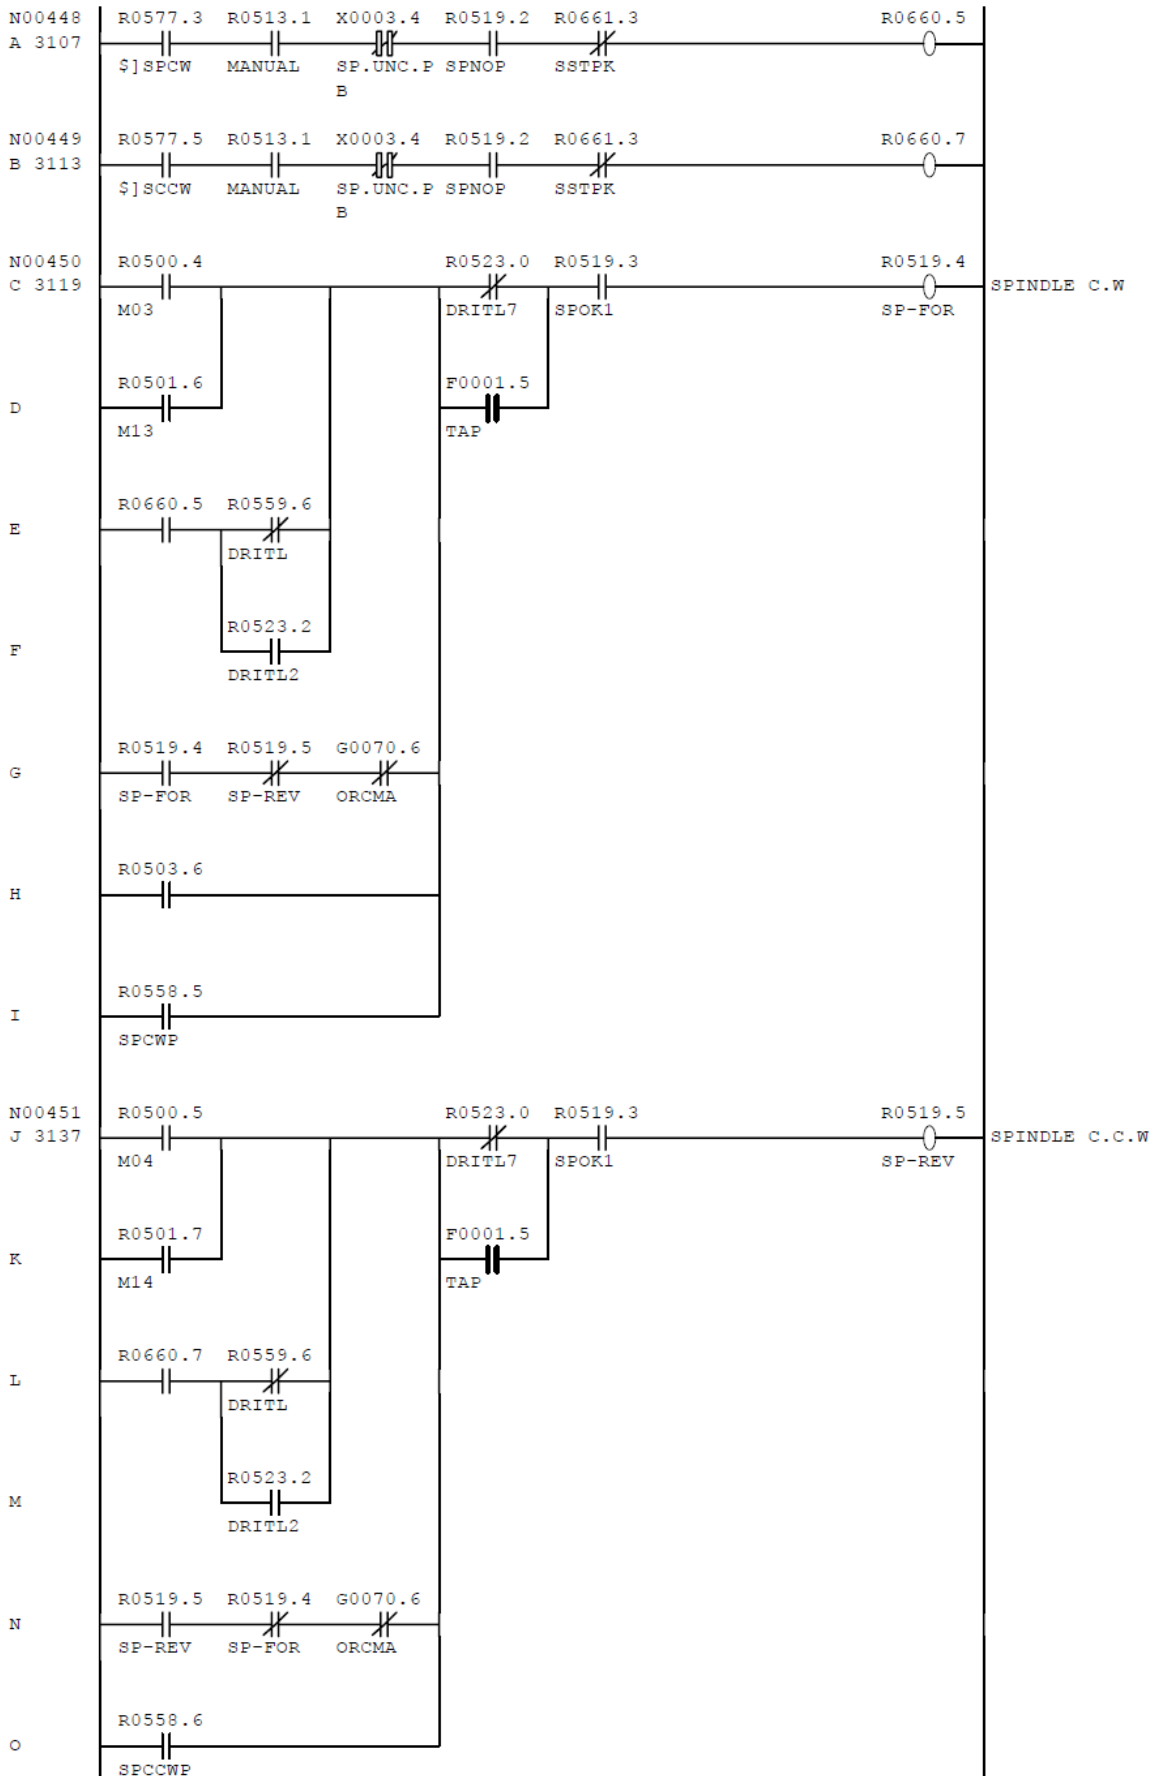 N00448 R0577.3 R0513.1 X0003.4 R0519.2 R0661.3 R0660.5
A 3107
$]SPCW MANUAL SP.UNC.P SPNOP SSTPK
B
N00449 R0577.5 R0513.1 X0003.4 R0519.2 R0661.3 R0660.7
B 3113
$]SCCW MANUAL SP.UNC.P SPNOP SSTPK
B
N00450 R0500.4 R0523.0 R0519.3 R0519.4
C 3119 SPINDLE C.W
M03 DRITL7 SPOK1 SP-FOR
R0501.6 F0001.5
D
M13 TAP
R0660.5 R0559.6
E
DRITL
R0523.2
F
DRITL2
R0519.4 R0519.5 G0070.6
G
SP-FOR SP-REV ORCMA
R0503.6
H
R0558.5
I
SPCWP
N00451 R0500.5 R0523.0 R0519.3 R0519.5
J 3137 SPINDLE C.C.W
M04 DRITL7 SPOK1 SP-REV
R0501.7 F0001.5
K
M14 TAP
R0660.7 R0559.6
L
DRITL
R0523.2
M
DRITL2
R0519.5 R0519.4 G0070.6
N
SP-REV SP-FOR ORCMA
R0558.6
O
SPCCWP